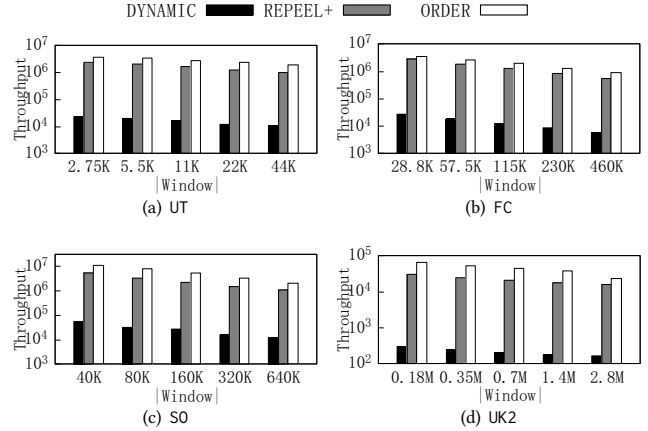 DYNAMIC REPEEL+ ORDER
Throughput
10^7
10^6
10^5
10^4
10^3
2.75K 5.5K 11K 22K 44K
|Window|
(a) UT
Throughput
10^7
10^6
10^5
10^4
10^3
28.8K 57.5K 115K 230K 460K
|Window|
(b) FC
Throughput
10^7
10^6
10^5
10^4
10^3
40K 80K 160K 320K 640K
|Window|
(c) SO
Throughput
10^5
10^4
10^3
10^2
0.18M 0.35M 0.7M 1.4M 2.8M
|Window|
(d) UK2